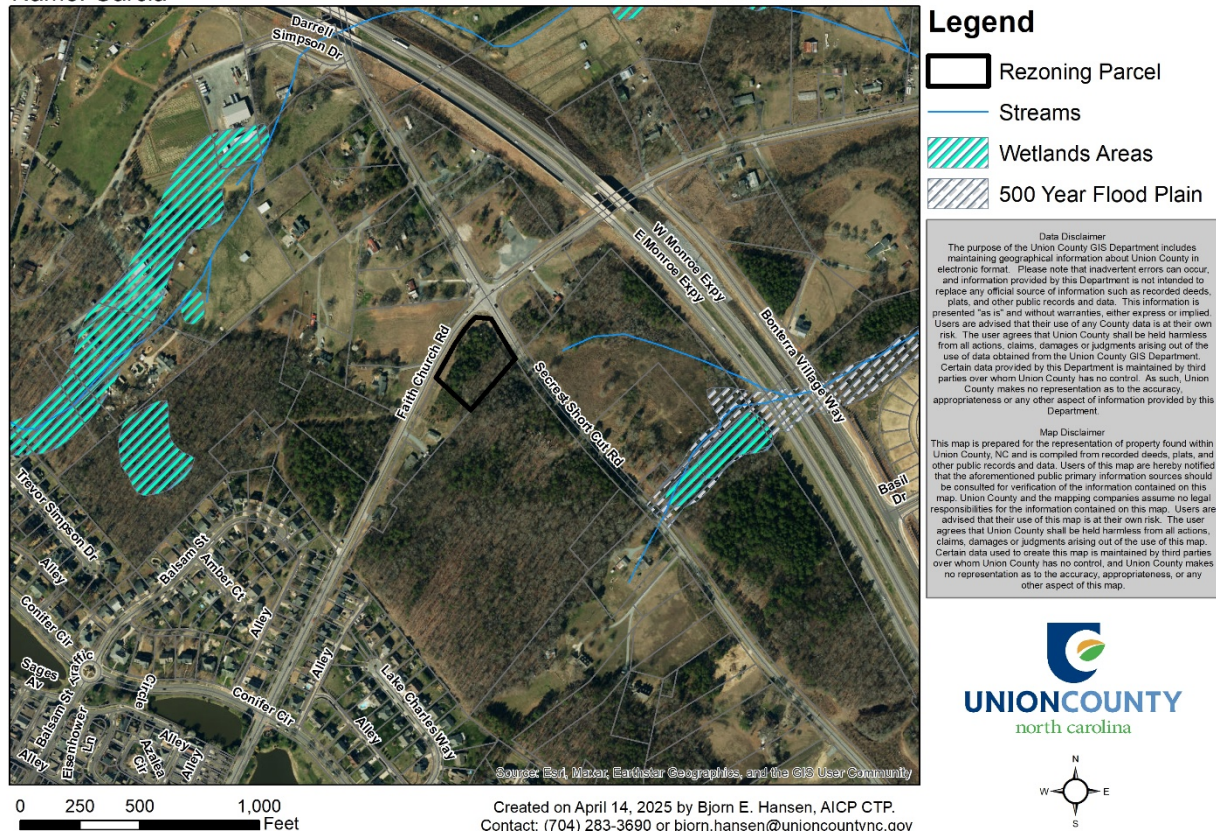 Legend
Rezoning Parcel
Streams
Wetlands Areas
500 Year Flood Plain
Data Disclaimer
The purpose of the Union County GIS Department includes
maintaining geographical information about Union County in
electronic format. Please note that inadvertent errors can occur,
and information provided by this Department is not intended to
replace any official source of information such as recorded deeds,
plats, and other public records and data. This information is
presented "as is" and without warranties, either express or implied.
Users are advised that their use of any County data is at their own
risk. The user agrees that Union County shall be held harmless
from all actions, claims, damages or judgments arising out of the
use of data obtained from the Union County GIS Department.
Certain data provided by this Department is maintained by third
parties over whom Union County has no control. As such, Union
County makes no representation as to the accuracy,
appropriateness or any other aspect of information provided by this
Department.
Map Disclaimer
This map is prepared for the representation of property found within
Union County, NC and is compiled from recorded deeds, plats, and
other public records and data. Users of this map are hereby notified
that the aforementioned public primary information sources should
be consulted for verification of the information contained on this
map. Union County and the mapping companies assume no legal
responsibilities for the information contained on this map. Users are
advised that their use of this map is at their own risk. The user
agrees that Union County shall be held harmless from all actions,
claims, damages or judgments arising out of the use of this map.
Certain data used to create this map is maintained by third parties
over whom Union County has no control, and Union County makes
no representation as to the accuracy, appropriateness, or any
other aspect of this map.
UNIONCOUNTY
north carolina
N
W E
S
Darrell
Simpson Dr
W Monroe Expy
E Monroe Expy
Bonterra Village Way
Faith Church Rd
Secrest Short Cut Rd
Basil
Dr
Trevor Simpson Dr
Alley
Balsam St
Amber Ct
Alley
Conifer Cir
Alley
Sages
Av
Traffic
Circle
Balsam St
Eisenhower
Ln
Conifer Cir
Lake Charles Way
Alley
Alley
Azalea
Cir
Alley
Alley
Source: Esri, Maxar, Earthstar Geographics, and the GIS User Community
0 250 500 1,000
Feet
Created on April 14, 2025 by Bjorn E. Hansen, AICP CTP.
Contact: (704) 283-3690 or bjorn.hansen@unioncountync.gov